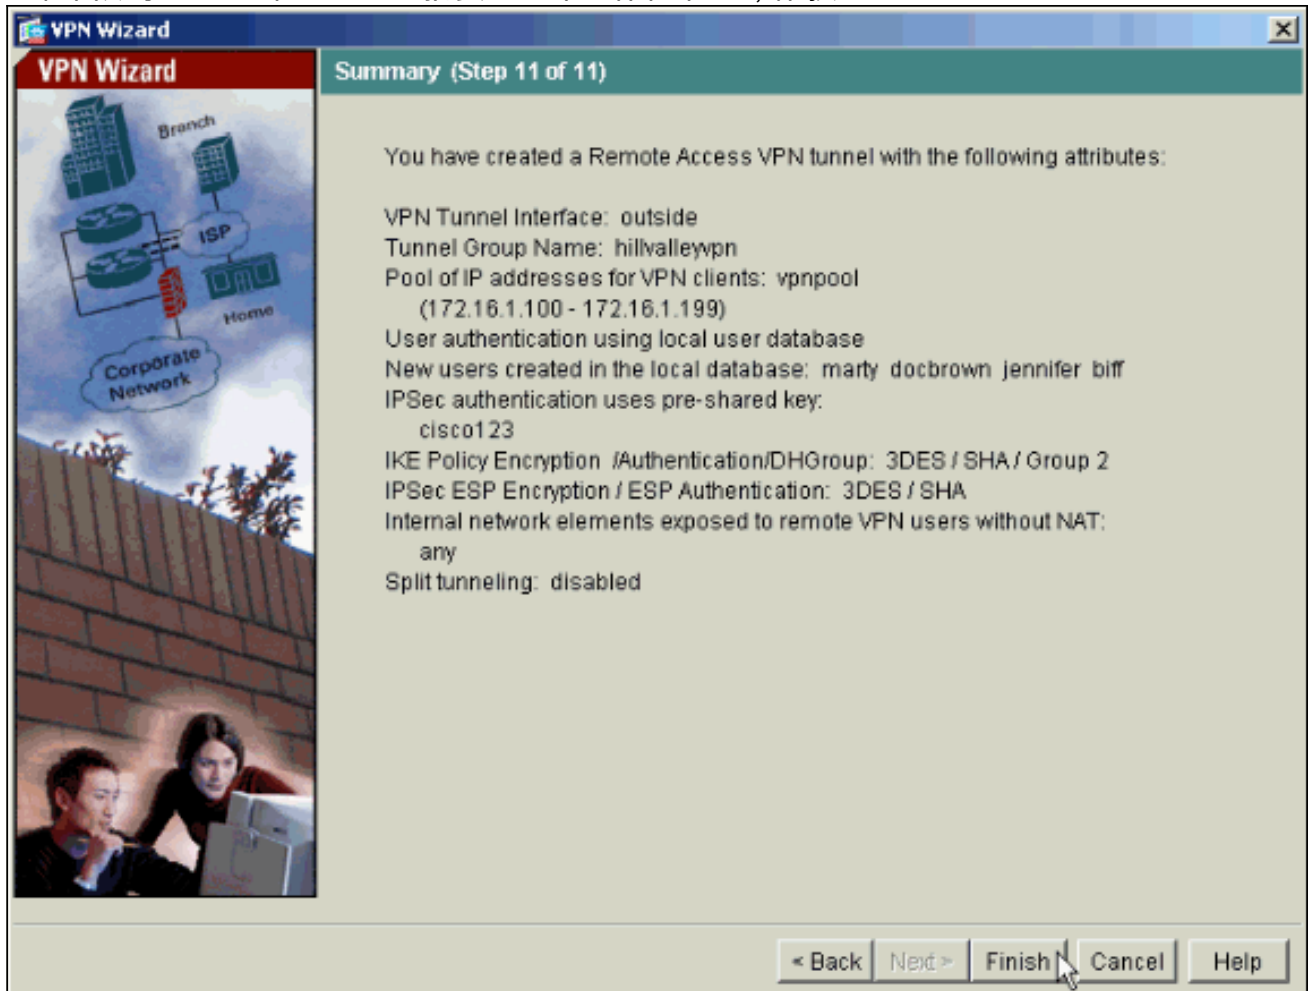 VPN Wizard
VPN Wizard
Summary (Step 11 of 11)
Branch
ISP
Home
Corporate
Network
You have created a Remote Access VPN tunnel with the following attributes:
VPN Tunnel Interface: outside
Tunnel Group Name: hillvalleyvpn
Pool of IP addresses for VPN clients: vpnpool
(172.16.1.100 - 172.16.1.199)
User authentication using local user database
New users created in the local database: marty docbrown jennifer biff
IPSec authentication uses pre-shared key:
cisco123
IKE Policy Encryption /Authentication/DHGroup: 3DES / SHA / Group 2
IPSec ESP Encryption / ESP Authentication: 3DES / SHA
Internal network elements exposed to remote VPN users without NAT:
any
Split tunneling: disabled
< Back Next > Finish Cancel Help